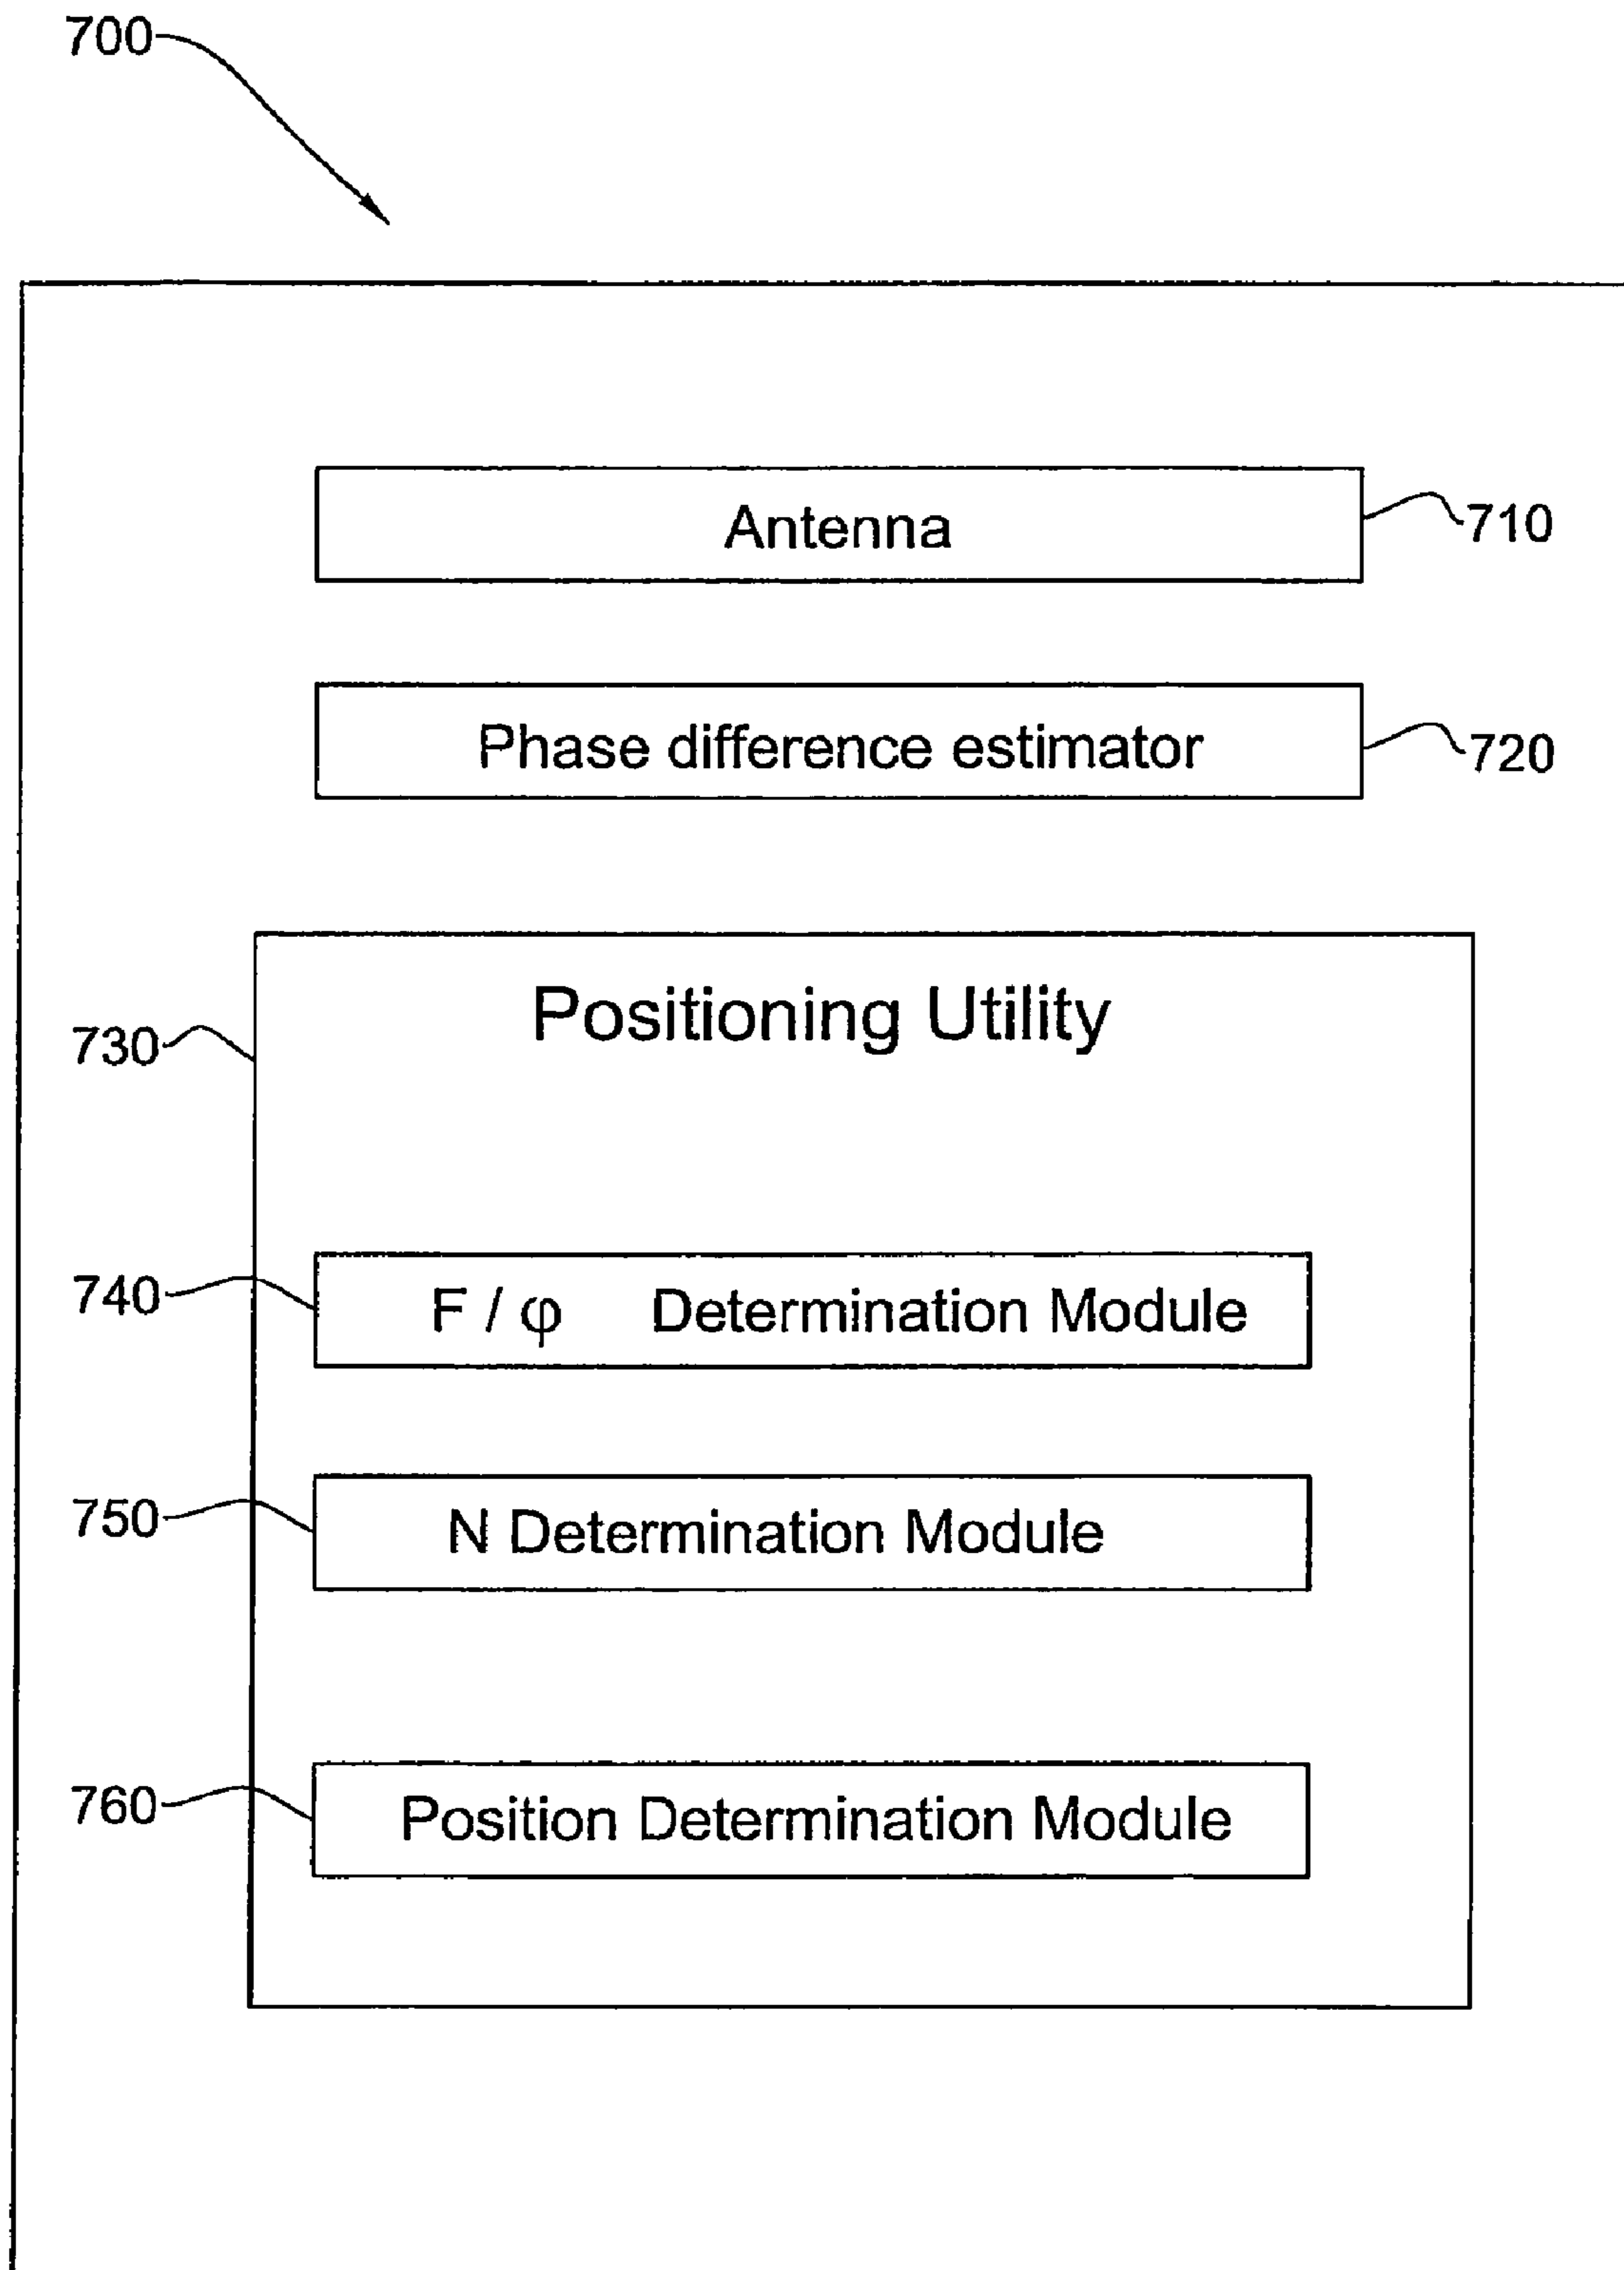 700
Antenna
710
Phase difference estimator
720
Positioning Utility
730
740
F / φ Determination Module
750
N Determination Module
760
Position Determination Module